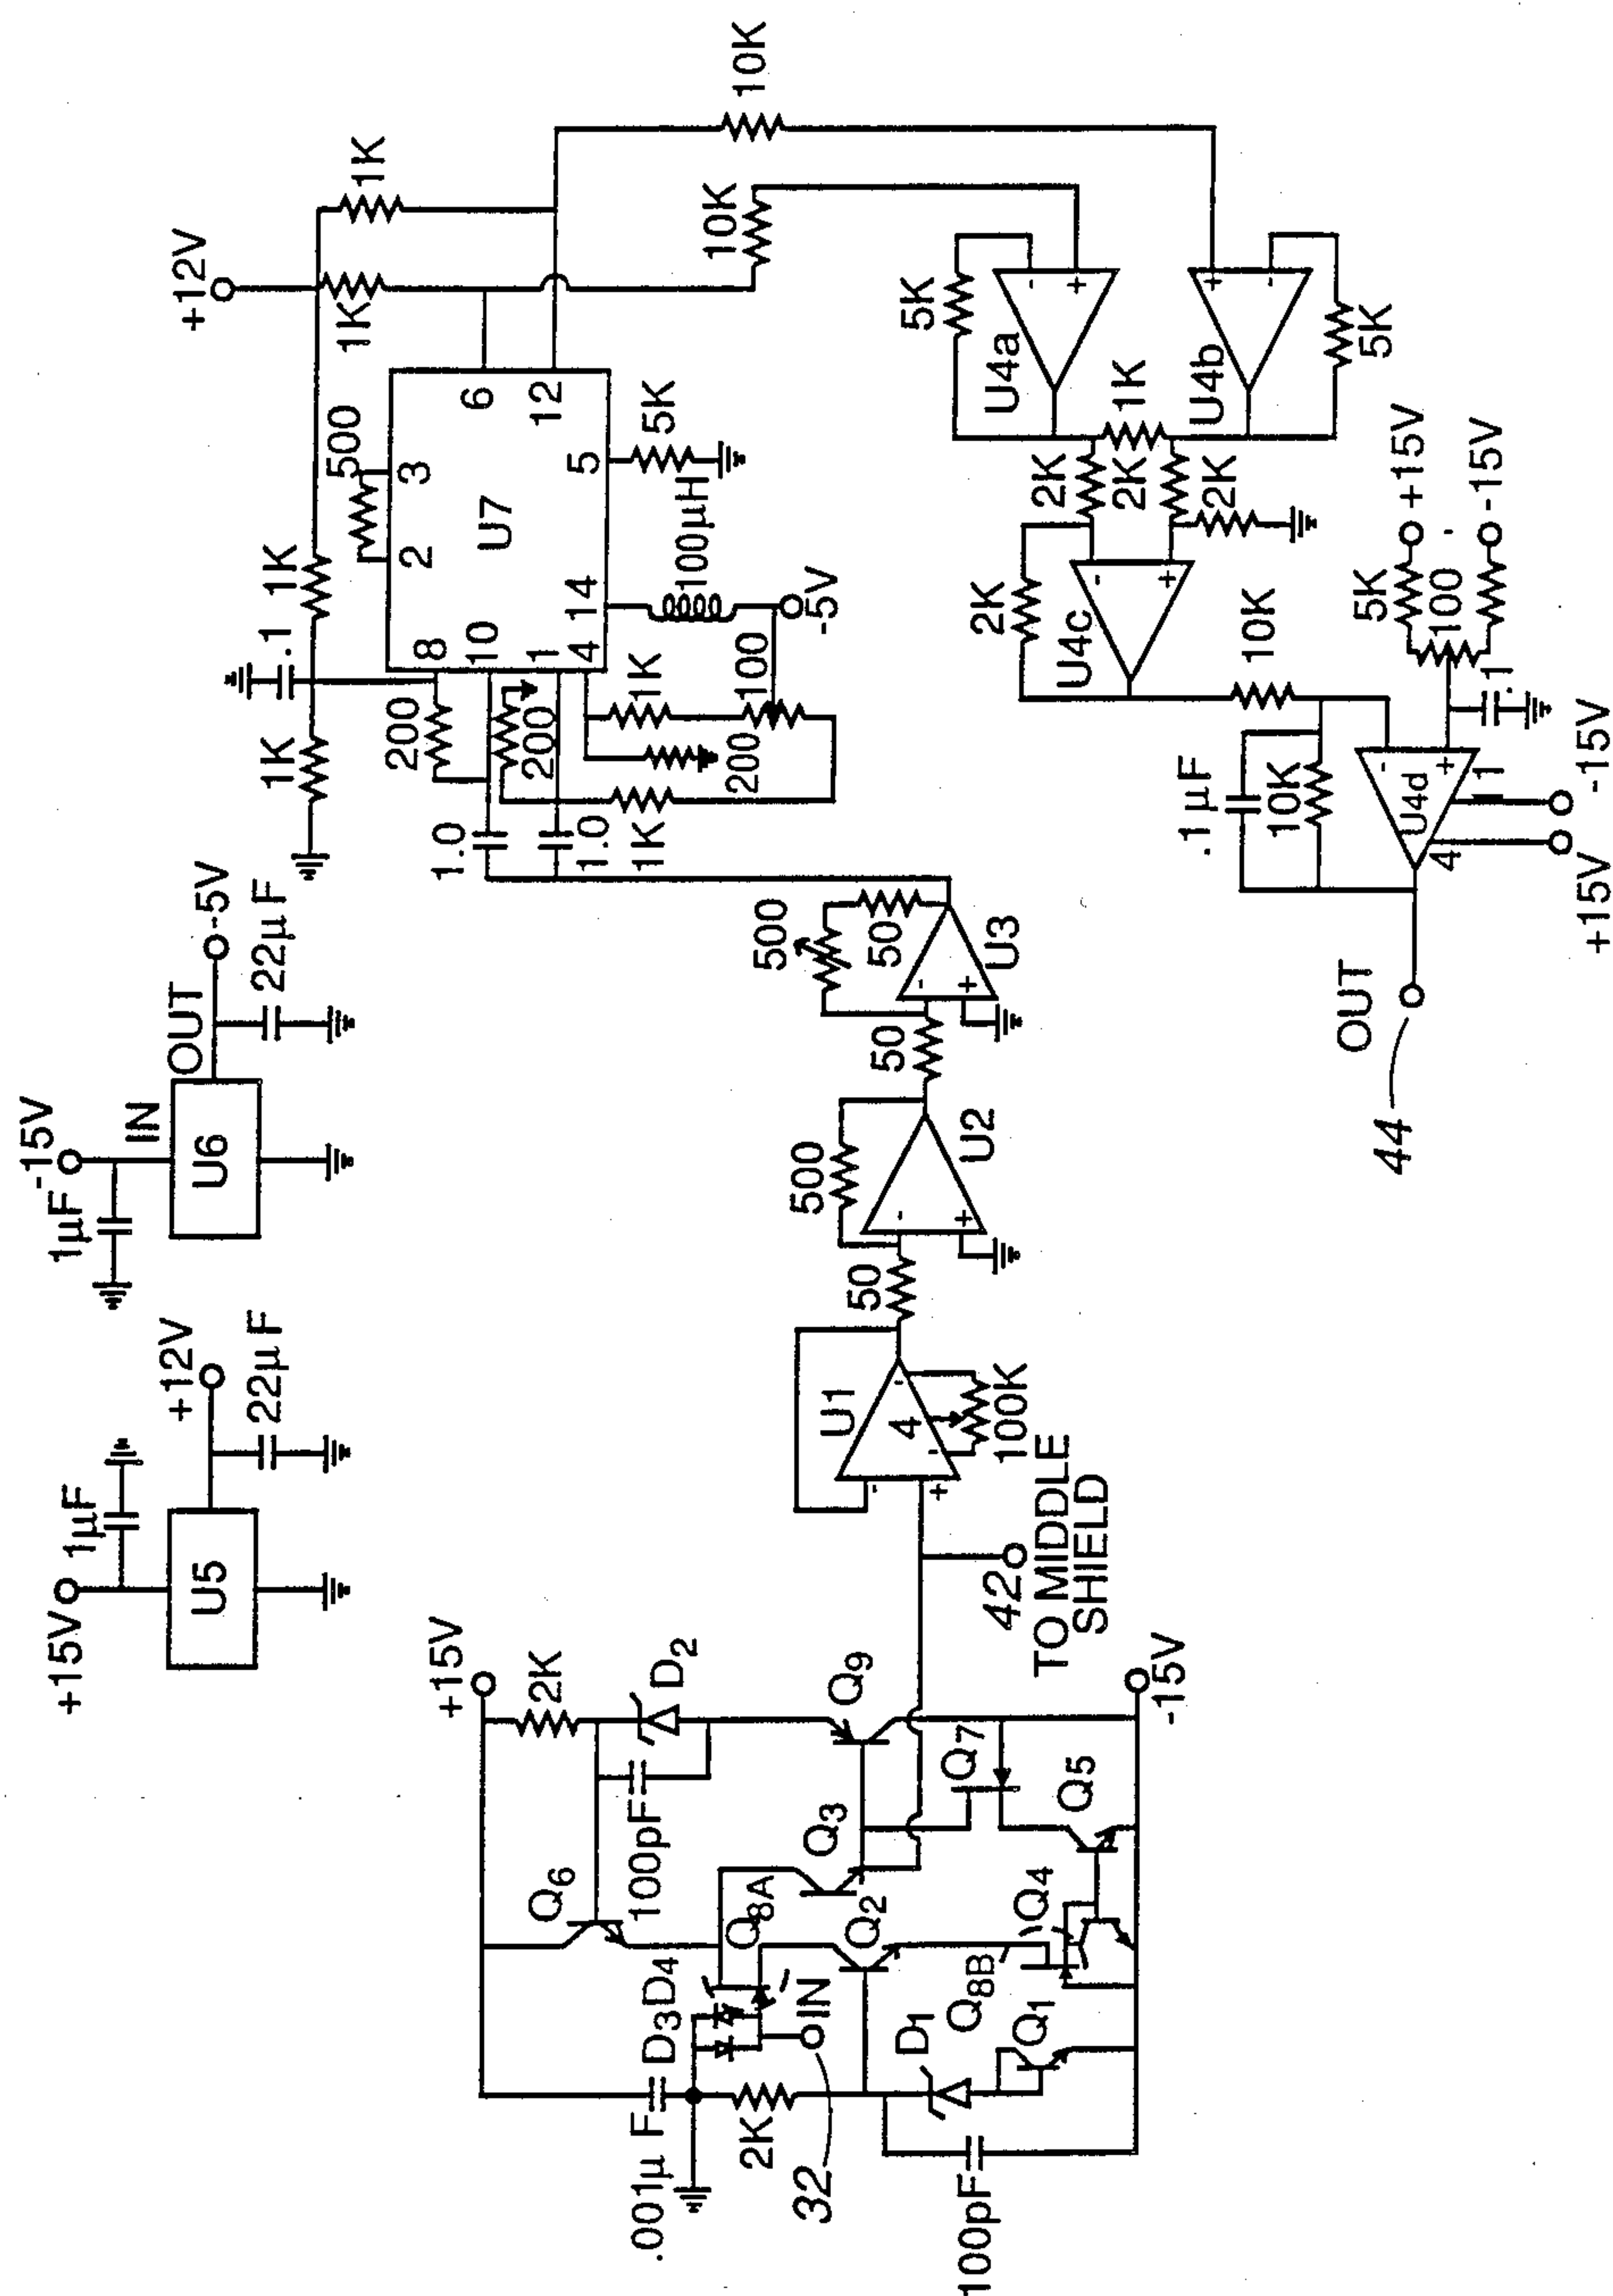 +15V
1µF
U5
+12V
22µF
-15V
1µF
IN
U6
OUT
-5V
22µF
+15V
2K
D2
Q6
100pF
Q9
Q3
Q7
Q5
Q8A
Q2
Q4
Q8B
D3
D4
IN
32
.001µF
2K
D1
Q1
100pF
-15V
42
TO MIDDLE
SHIELD
U1
-
+
4
-
-
100K
50
500
U2
-
+
50
500
50
U3
-
+
1.0
1.0
1K
.1
1K
200
200
1K
1K
200
100
8
10
1
4
14
2
3
5
6
12
U7
500
100µH
-5V
5K
+12V
1K
1K
10K
10K
5K
U4a
-
+
U4b
+
-
5K
1K
2K
2K
2K
2K
U4c
-
+
10K
.1µF
10K
U4d
-
+
4
11
+15V
-15V
5K
100
+15V
-15V
.1
OUT
44